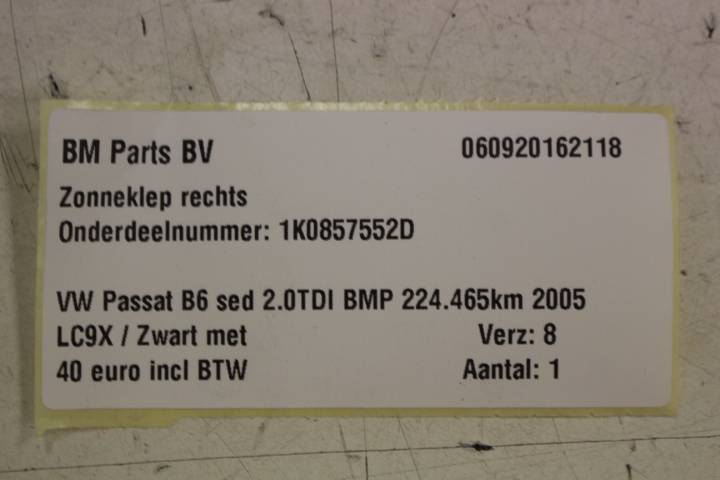 BM Parts BV 060920162118
Zonneklep rechts
Onderdeelnummer: 1K0857552D
VW Passat B6 sed 2.0TDI BMP 224.465km 2005
LC9X / Zwart met Verz: 8
40 euro incl BTW Aantal: 1